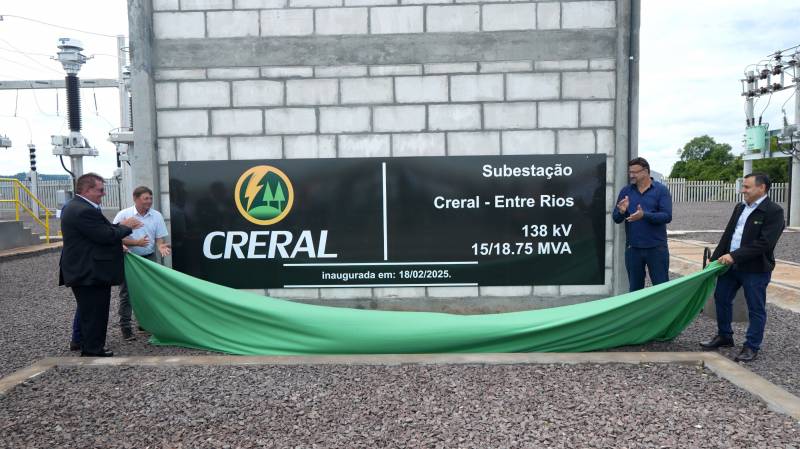 CRERAL
Subestação
Creral - Entre Rios
138 kV
15/18.75 MVA
inaugurada em: 18/02/2025.